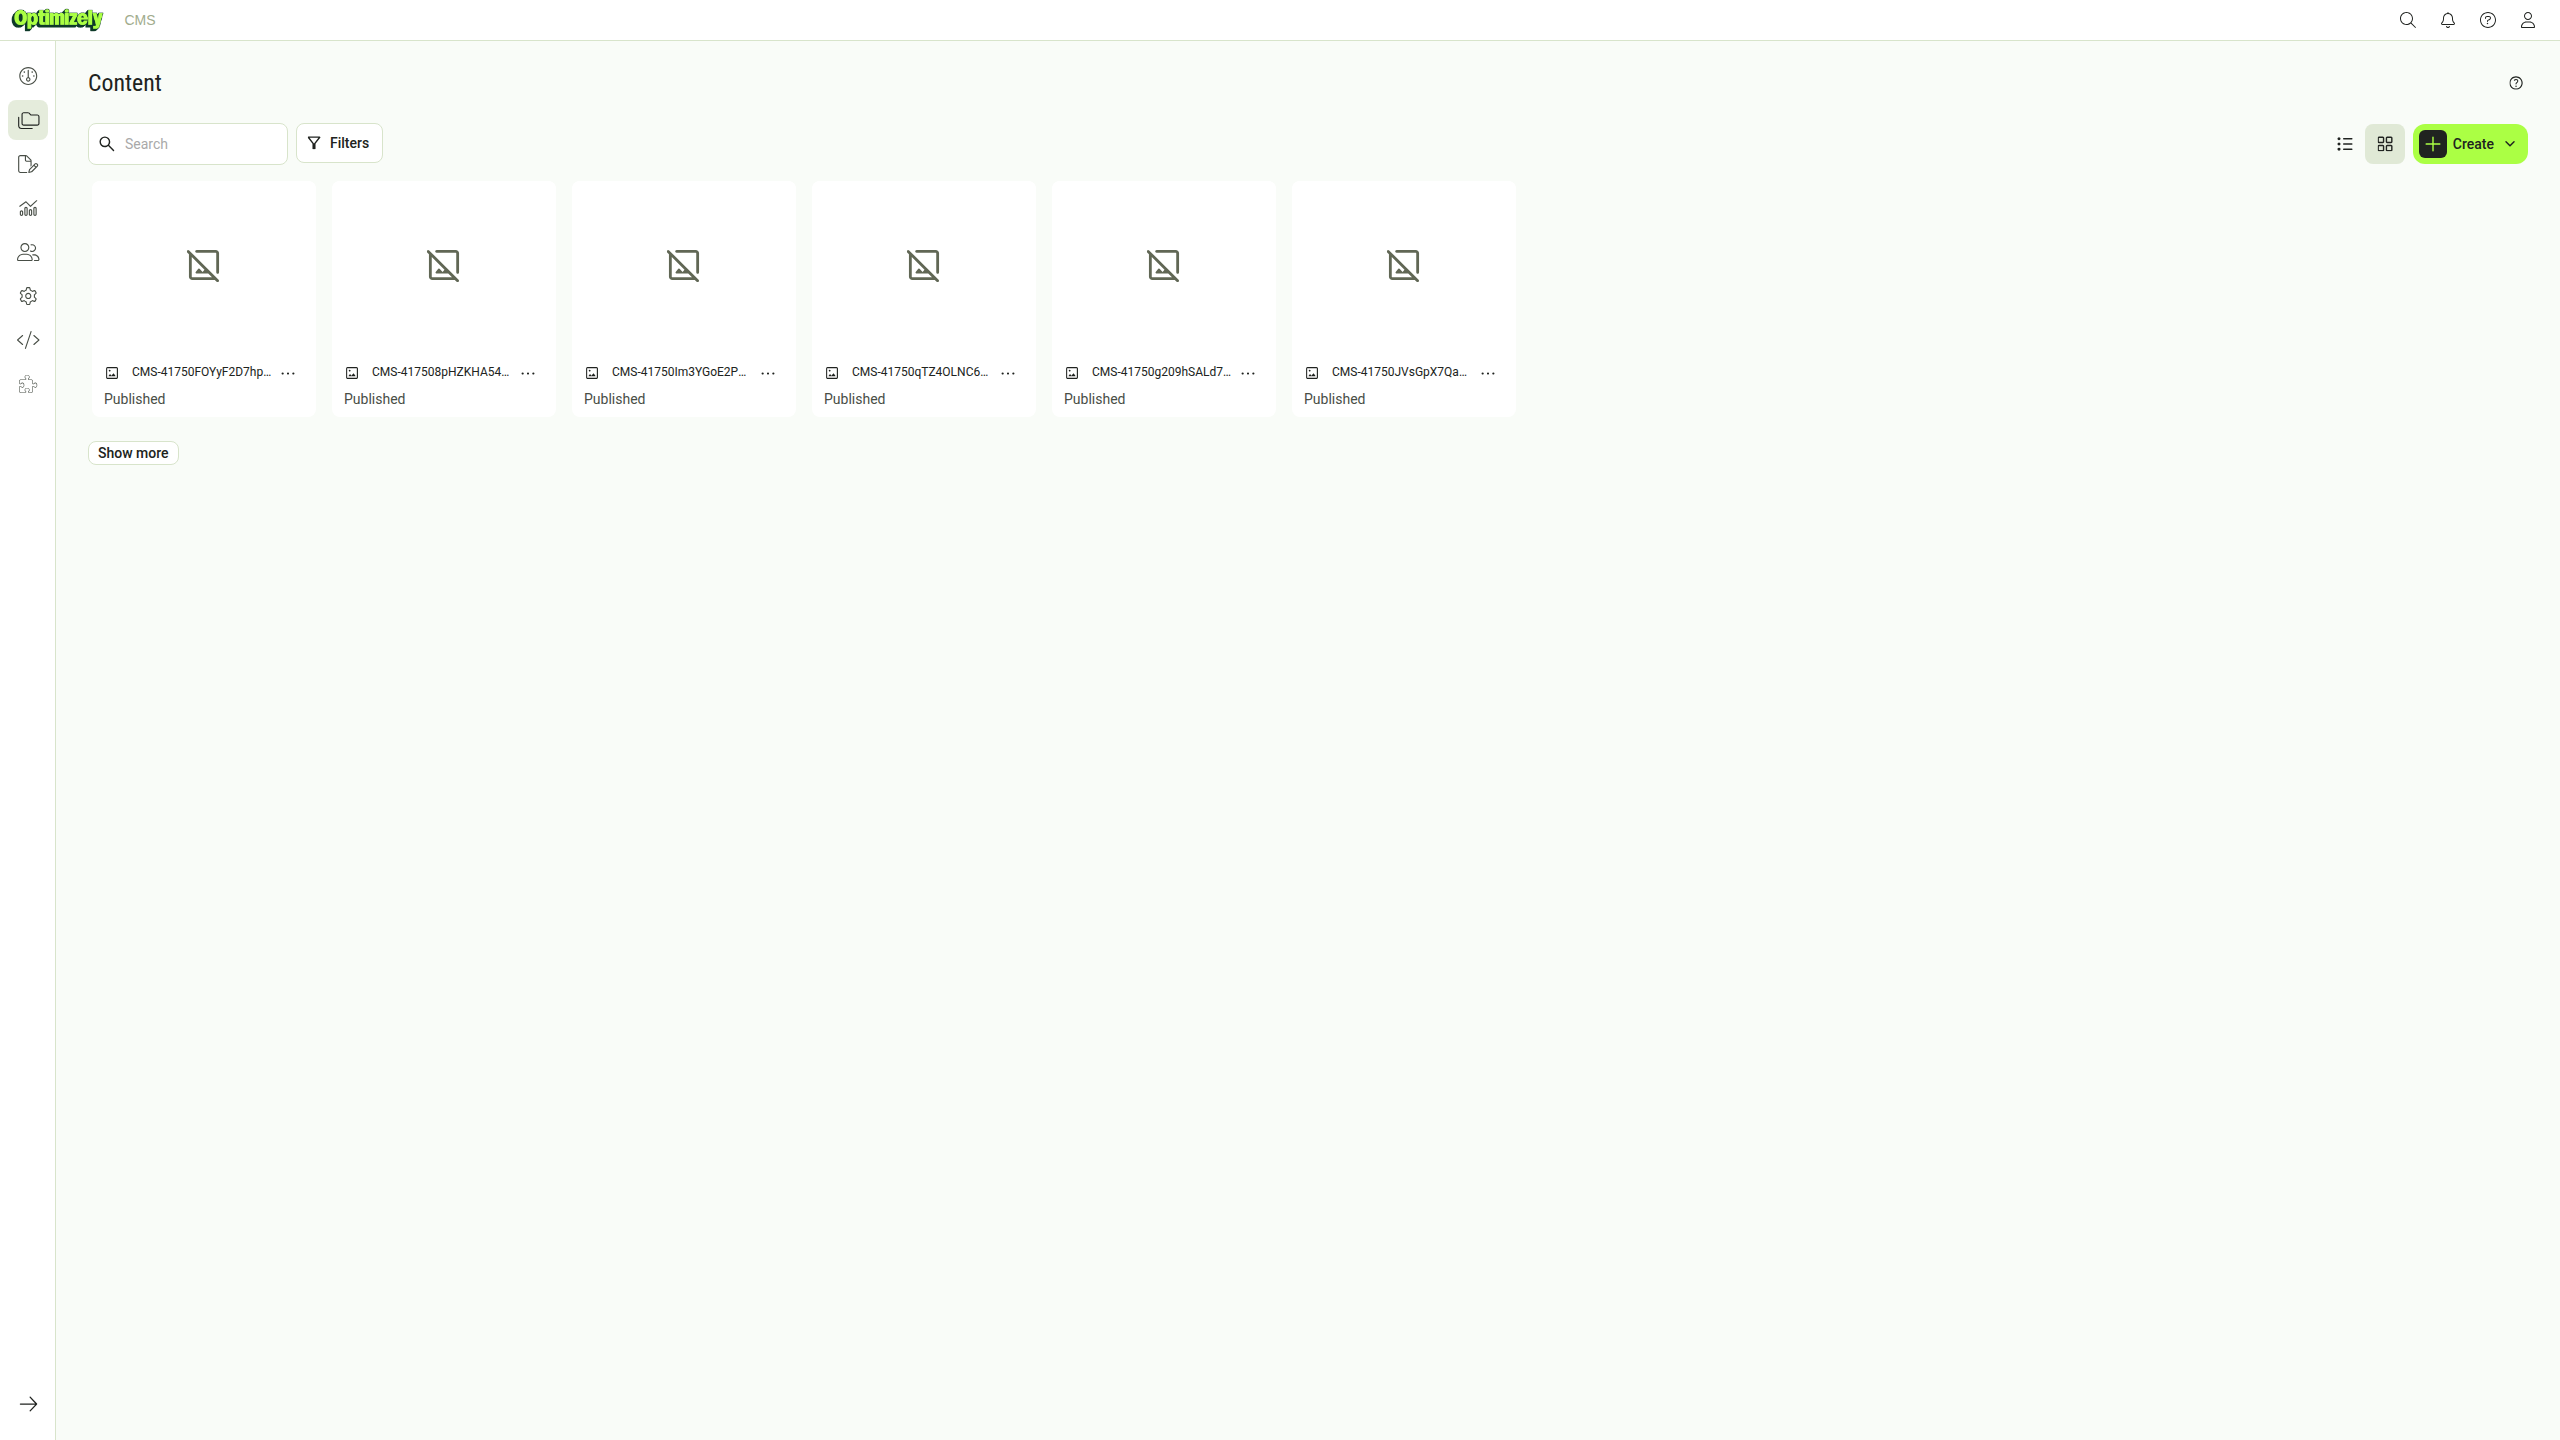 Optimizely CMS
Content
Search
Filters
Create
CMS-41750FOYyF2D7hp...
Published
CMS-417508pHZKHA54...
Published
CMS-41750Im3YGoE2P...
Published
CMS-41750qTZ4OLNC6...
Published
CMS-41750g209hSALd7...
Published
CMS-41750JVsGpX7Qa...
Published
Show more